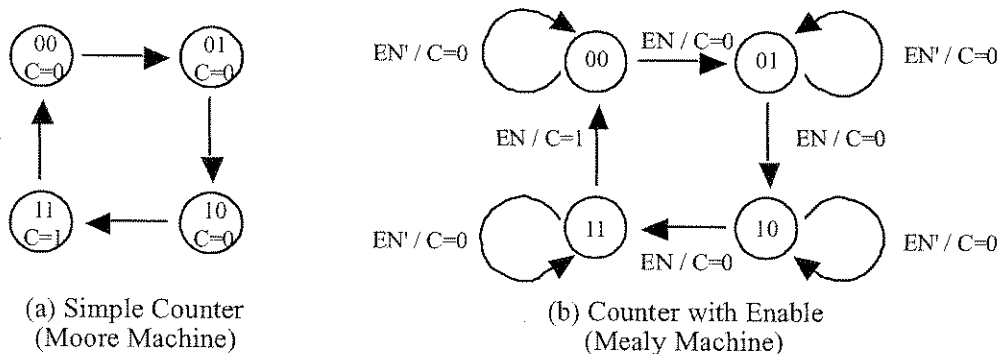 00
C=0
01
C=0
11
C=1
10
C=0
(a) Simple Counter
(Moore Machine)
EN' / C=0
00
EN / C=0
01
EN' / C=0
EN / C=1
EN / C=0
EN' / C=0
11
EN / C=0
10
EN' / C=0
(b) Counter with Enable
(Mealy Machine)